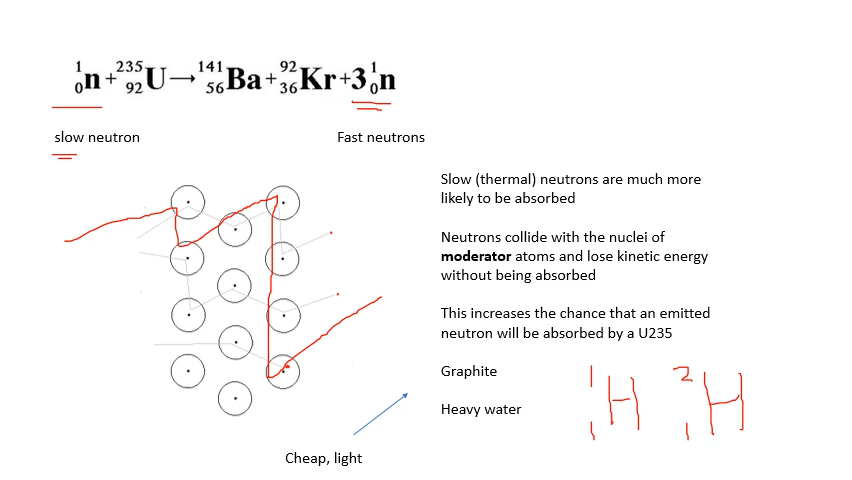 ¹₀n + ²³⁵₉₂U → ¹⁴¹₅₆Ba + ⁹²₃₆Kr + 3¹₀n
slow neutron
Fast neutrons
Slow (thermal) neutrons are much more
likely to be absorbed
Neutrons collide with the nuclei of
moderator atoms and lose kinetic energy
without being absorbed
This increases the chance that an emitted
neutron will be absorbed by a U235
Graphite
Heavy water
¹₁H ²₁H
Cheap, light